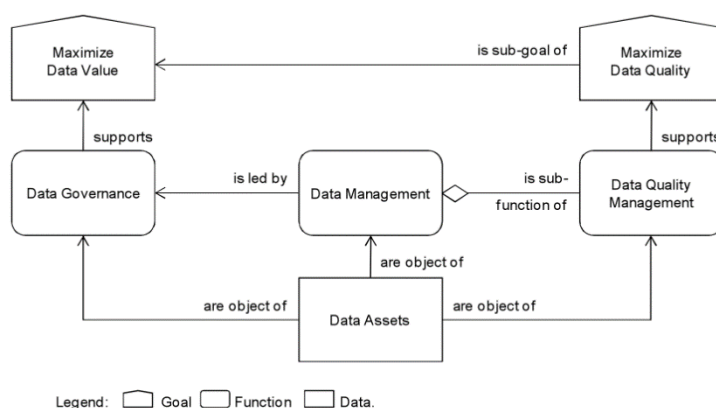 Maximize
Data Value
is sub-goal of
Maximize
Data Quality
supports
supports
Data Governance
is led by
Data Management
is sub-
function of
Data Quality
Management
are object of
are object of
Data Assets
are object of
Legend: Goal Function Data.